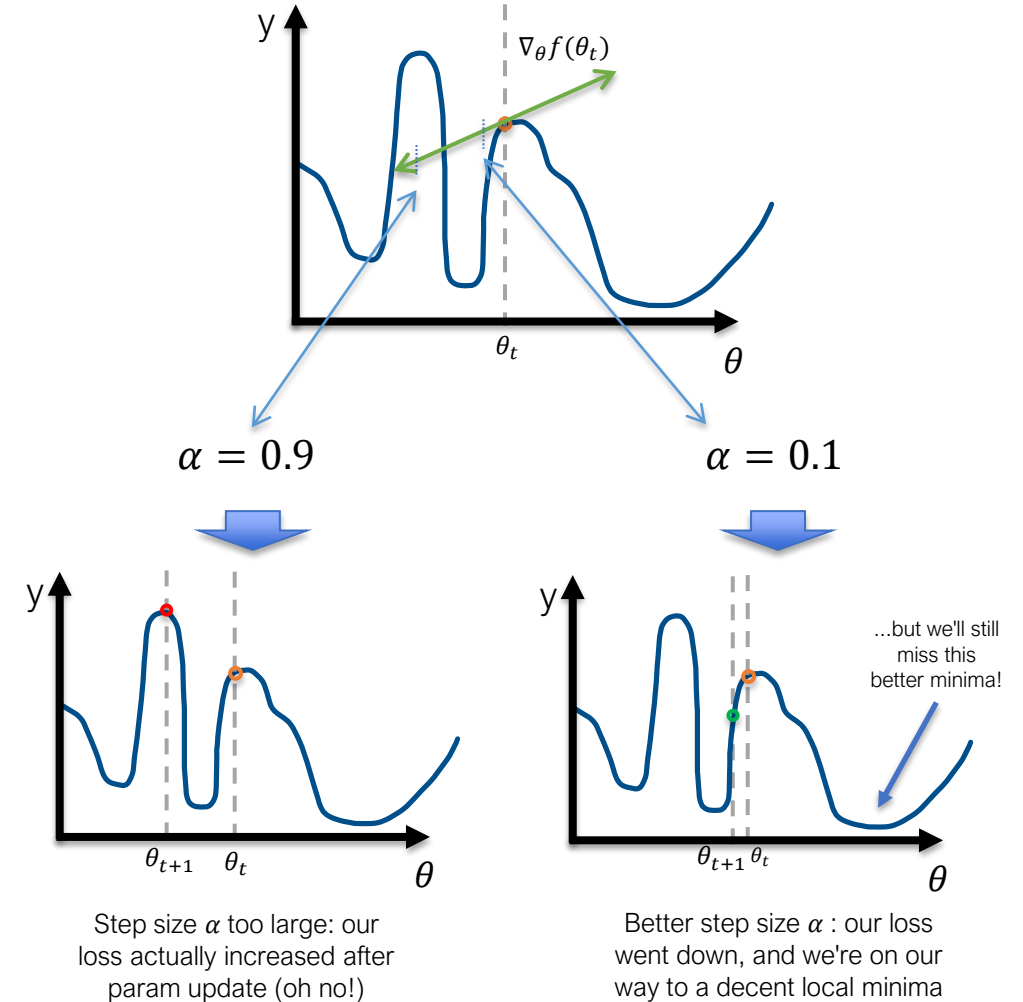 y
∇θf(θt)
θt
θ
α = 0.9
α = 0.1
y
θt+1
θt
θ
Step size α too large: our
loss actually increased after
param update (oh no!)
y
...but we'll still
miss this
better minima!
θt+1
θt
θ
Better step size α : our loss
went down, and we're on our
way to a decent local minima